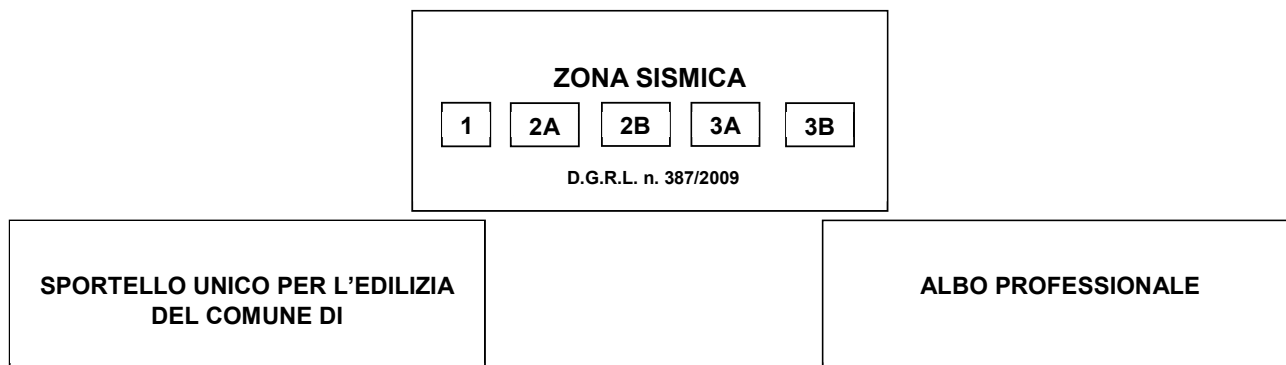 ZONA SISMICA
1 2A 2B 3A 3B
D.G.R.L. n. 387/2009
SPORTELLO UNICO PER L’EDILIZIA
DEL COMUNE DI
ALBO PROFESSIONALE